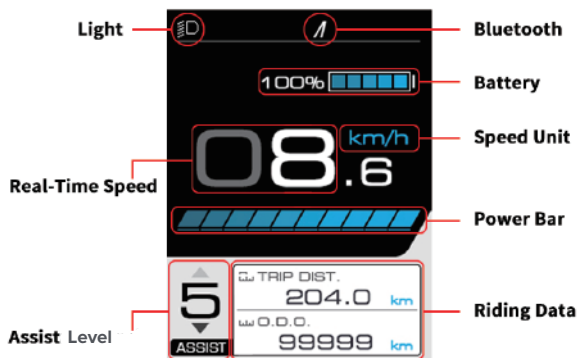 Light
Bluetooth
100%
Battery
08.6
km/h
Speed Unit
Real-Time Speed
Power Bar
TRIP DIST.
204.0 km
5
Riding Data
O.D.O.
99999 km
Assist Level
ASSIST